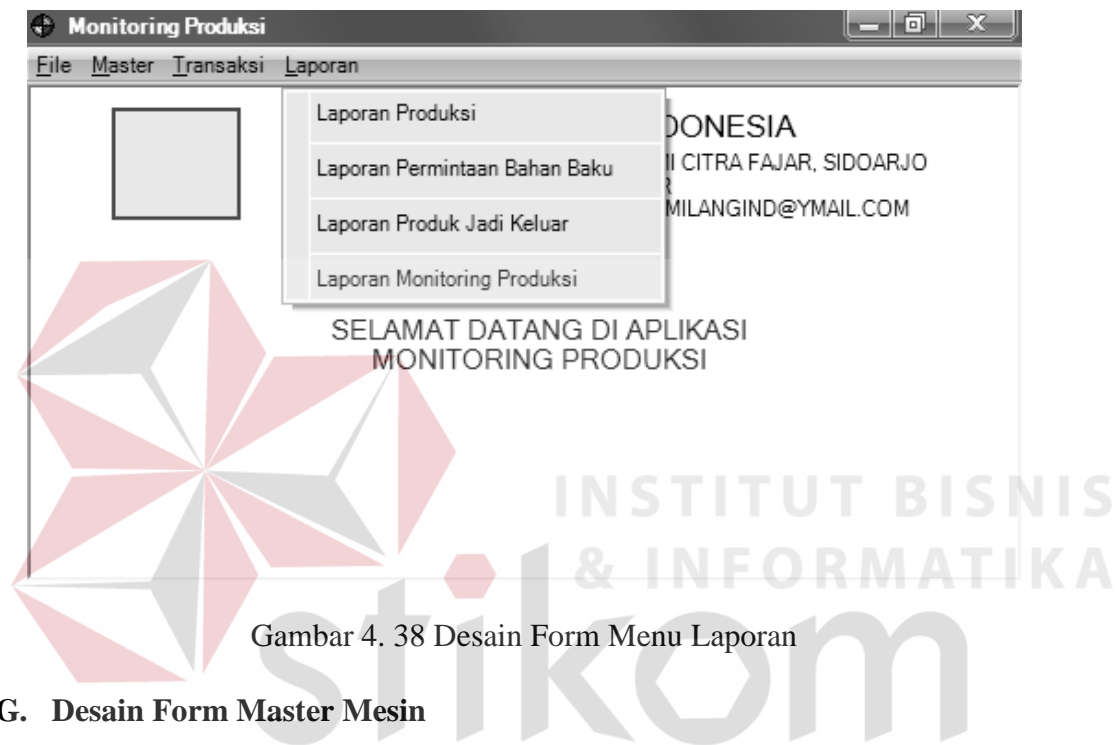 Monitoring Produksi
File Master Transaksi Laporan
Laporan Produksi
Laporan Permintaan Bahan Baku
Laporan Produk Jadi Keluar
Laporan Monitoring Produksi
CITRA FAJAR, SIDOARJO
MILANGIND@YMAIL.COM
SELAMAT DATANG DI APLIKASI
MONITORING PRODUKSI
INSTITUT BISNIS
& INFORMATIKA
stikom
Gambar 4. 38 Desain Form Menu Laporan
G. Desain Form Master Mesin